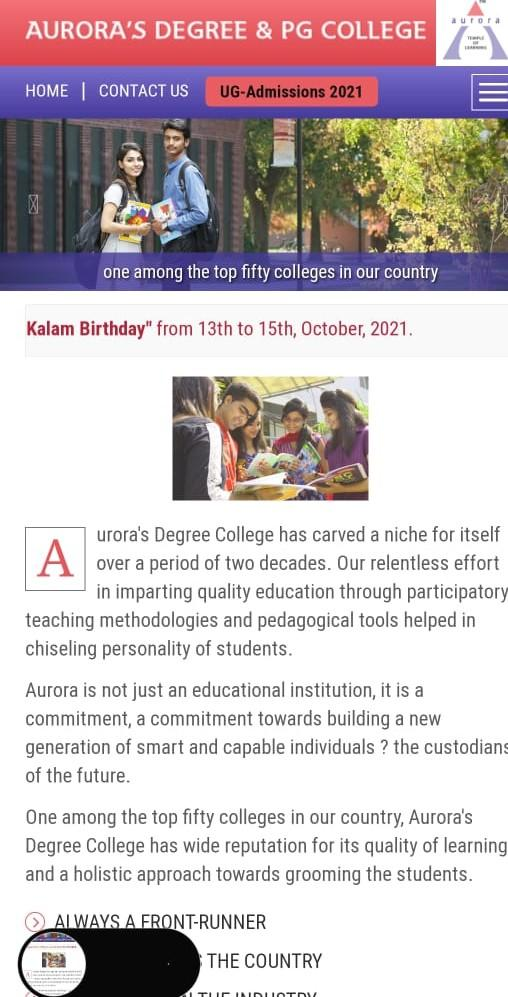 AURORA'S DEGREE & PG COLLEGE
aurora
TEMPLE
OF
LEARNING
HOME | CONTACT US UG-Admissions 2021
one among the top fifty colleges in our country
Kalam Birthday" from 13th to 15th, October, 2021.
Aurora's Degree College has carved a niche for itself
over a period of two decades. Our relentless effort
in imparting quality education through participatory
teaching methodologies and pedagogical tools helped in
chiseling personality of students.
Aurora is not just an educational institution, it is a
commitment, a commitment towards building a new
generation of smart and capable individuals ? the custodians
of the future.
One among the top fifty colleges in our country, Aurora's
Degree College has wide reputation for its quality of learning
and a holistic approach towards grooming the students.
ALWAYS A FRONT-RUNNER
THE COUNTRY
THE INDUSTRY